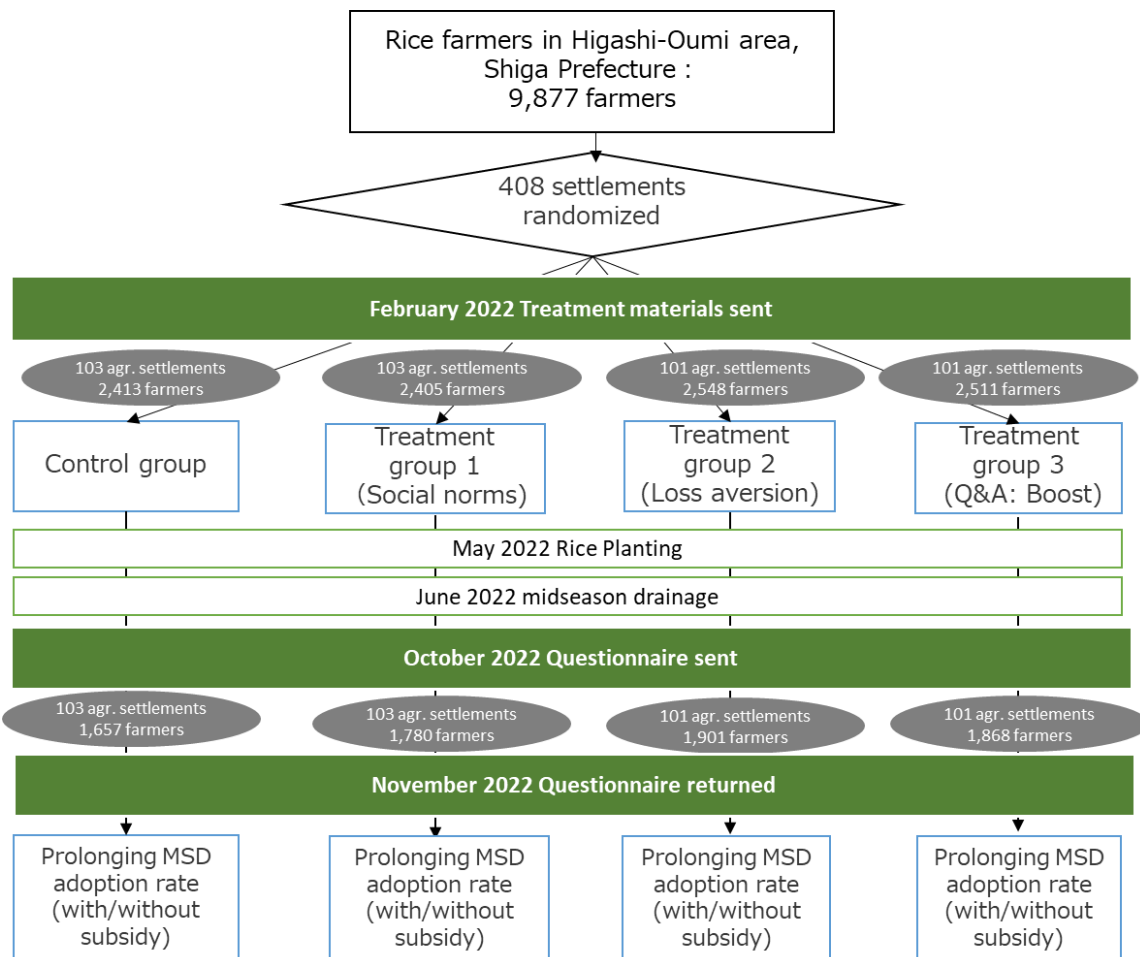 Rice farmers in Higashi-Oumi area,
Shiga Prefecture :
9,877 farmers
408 settlements
randomized
February 2022 Treatment materials sent
103 agr. settlements
2,413 farmers
103 agr. settlements
2,405 farmers
101 agr. settlements
2,548 farmers
101 agr. settlements
2,511 farmers
Control group
Treatment
group 1
(Social norms)
Treatment
group 2
(Loss aversion)
Treatment
group 3
(Q&A: Boost)
May 2022 Rice Planting
June 2022 midseason drainage
October 2022 Questionnaire sent
103 agr. settlements
1,657 farmers
103 agr. settlements
1,780 farmers
101 agr. settlements
1,901 farmers
101 agr. settlements
1,868 farmers
November 2022 Questionnaire returned
Prolonging MSD
adoption rate
(with/without
subsidy)
Prolonging MSD
adoption rate
(with/without
subsidy)
Prolonging MSD
adoption rate
(with/without
subsidy)
Prolonging MSD
adoption rate
(with/without
subsidy)